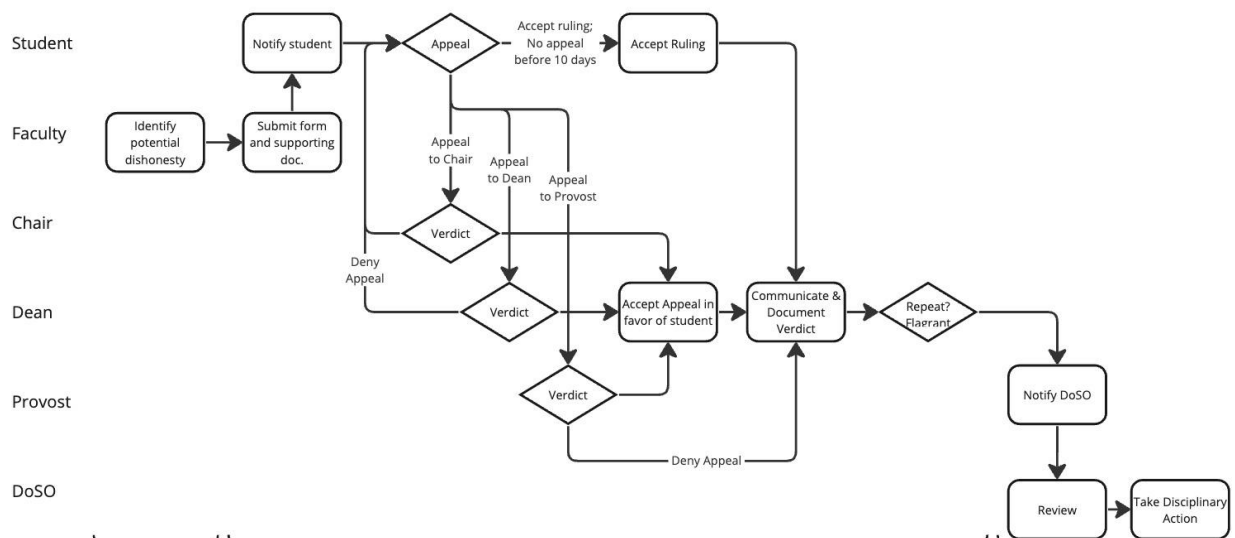 Student
Notify student
Appeal
Accept ruling;
No appeal
before 10 days
Accept Ruling
Faculty
Identify
potential
dishonesty
Submit form
and supporting
doc.
Appeal
to Chair
Appeal
to Dean
Appeal
to Provost
Chair
Verdict
Deny
Appeal
Dean
Verdict
Accept Appeal in
favor of student
Communicate &
Document
Verdict
Repeat?
Flagrant
Provost
Verdict
Notify DoSO
Deny Appeal
DoSO
Review
Take Disciplinary
Action